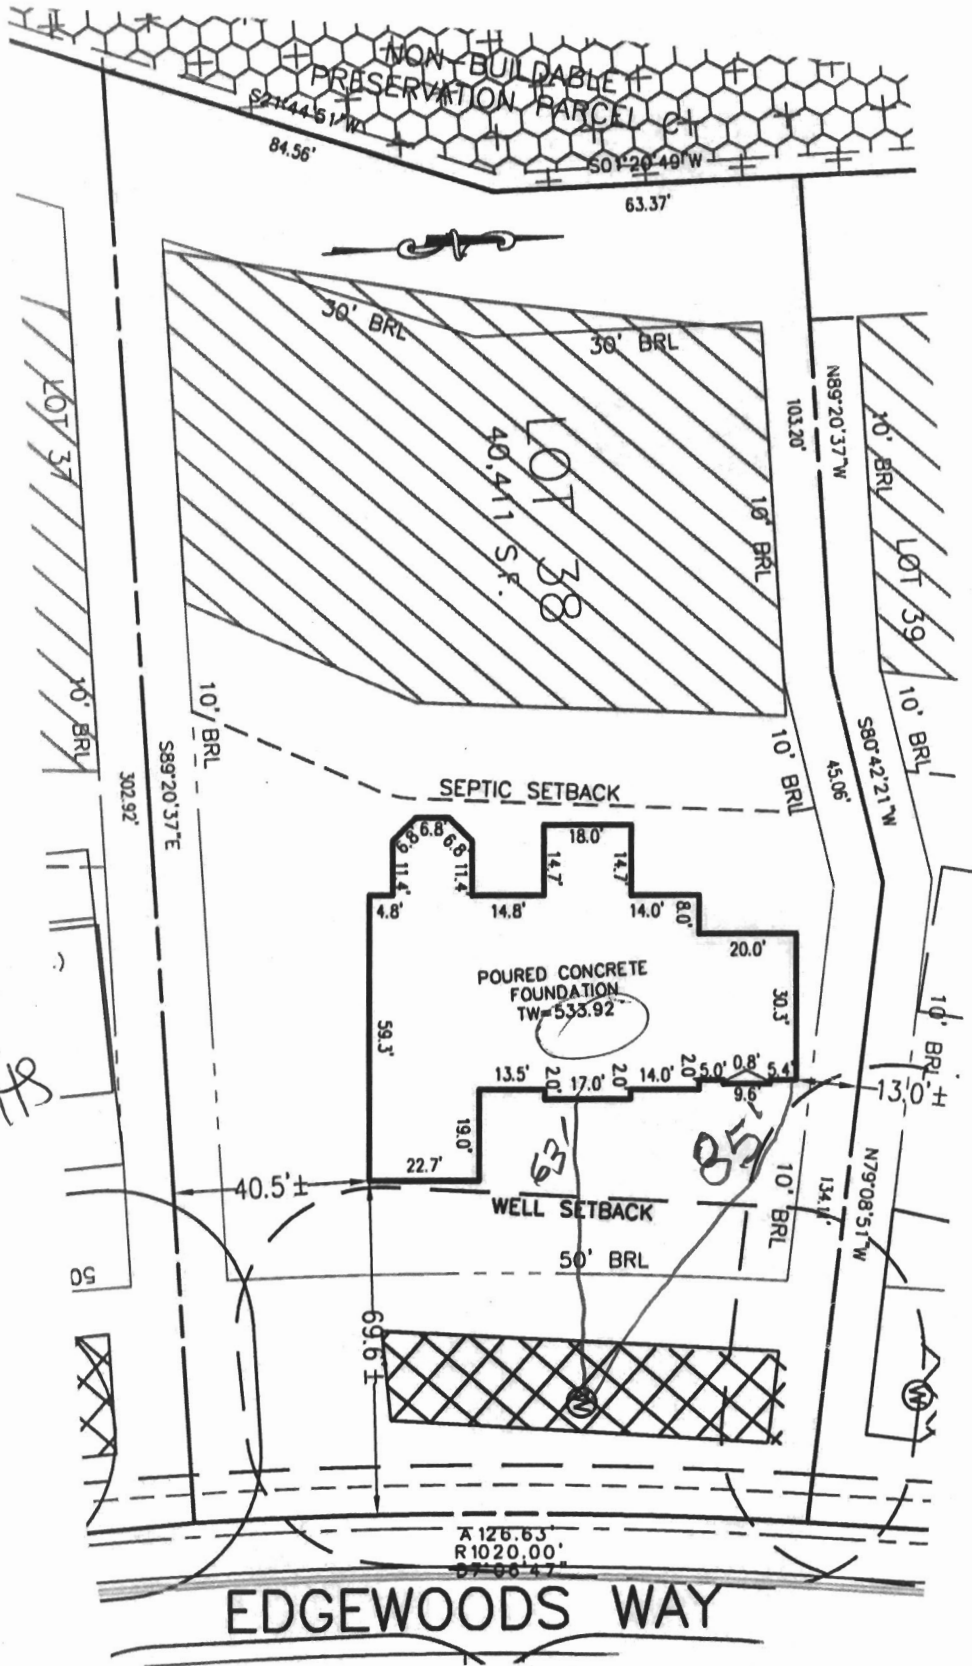 NON-BUILDABLE
PRESERVATION PARCEL C1
S21°44'51"W
84.56'
S01°20'49"W
63.37'
30' BRL
30' BRL
LOT 37
LOT 38
40,411 S.F.
10' BRL
103.20'
N89°20'37"W
10' BRL
LOT 39
10' BRL
10' BRL
10' BRL
10' BRL
S80°42'21"W
45.06'
S89°20'37"E
302.92'
SEPTIC SETBACK
6.8'
6.8'
6.8
11.4'
11.4'
4.8'
14.8'
18.0'
14.7'
14.7'
14.0'
8.0'
20.0'
POURED CONCRETE
FOUNDATION
TW=533.92
59.3'
30.3'
10' BRL
13.5'
2.0'
17.0'
2.0'
14.0'
2.0'
5.0'
0.8'
5.4'
9.6'
13.0'±
19.0'
22.7'
63'
85'
40.5'±
WELL SETBACK
10' BRL
134.11'
N79°08'51"W
50' BRL
50
69.6'±
W
W
A 126.63'
R 1020.00'
D7°06'47"
EDGEWOODS WAY